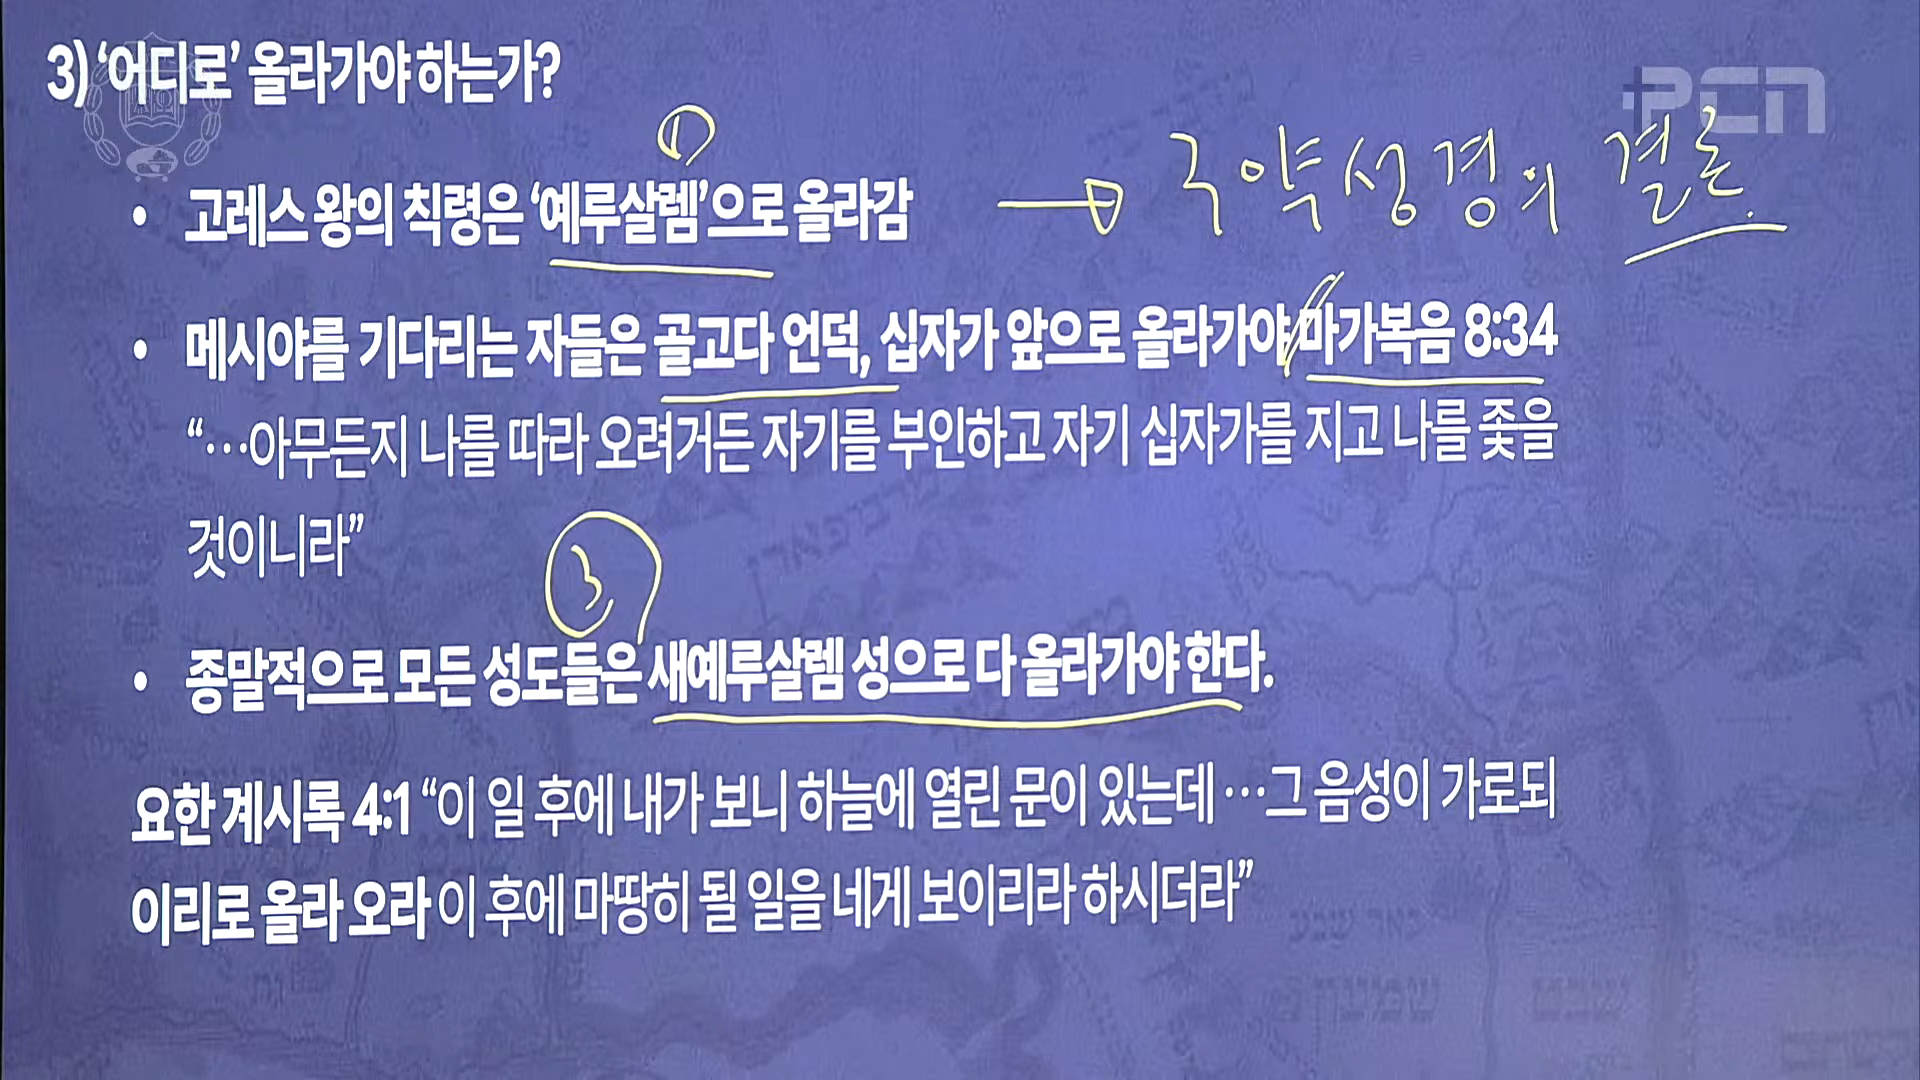 3) ‘어디로’ 올라가야 하는가?
PCN
①
• 고레스 왕의 칙령은 ‘예루살렘’으로 올라감 → 구약성경의 결론.
• 메시야를 기다리는 자들은 골고다 언덕, 십자가 앞으로 올라가야 마가복음 8:34
“…아무든지 나를 따라 오려거든 자기를 부인하고 자기 십자가를 지고 나를 좇을
것이니라”
③
• 종말적으로 모든 성도들은 새예루살렘 성으로 다 올라가야 한다.
요한 계시록 4:1 “이 일 후에 내가 보니 하늘에 열린 문이 있는데 …그 음성이 가로되
이리로 올라 오라 이 후에 마땅히 될 일을 네게 보이리라 하시더라”